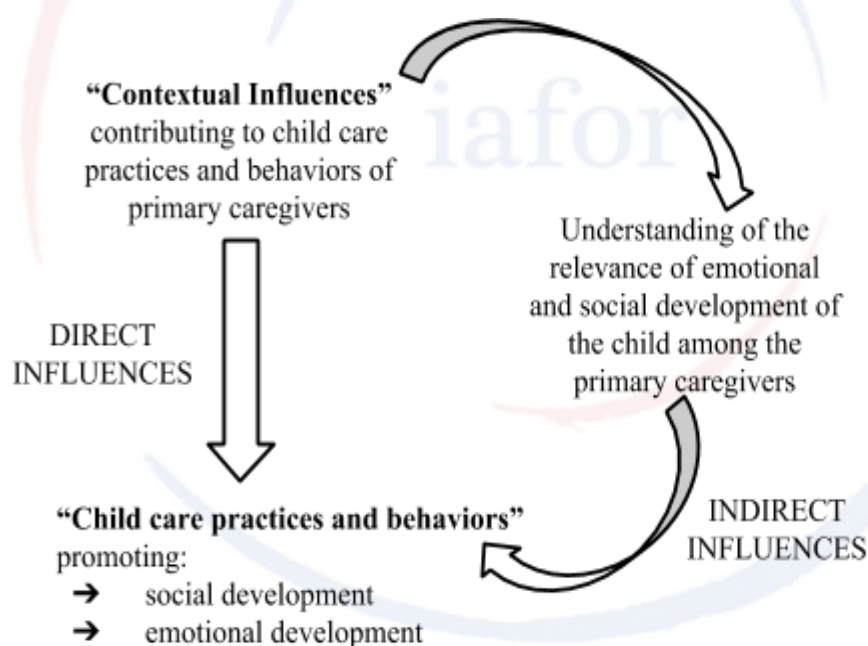 iafor
“Contextual Influences”
contributing to child care
practices and behaviors of
primary caregivers
Understanding of the
relevance of emotional
and social development of
the child among the
primary caregivers
DIRECT
INFLUENCES
“Child care practices and behaviors”
promoting:
➔ social development
➔ emotional development
INDIRECT
INFLUENCES